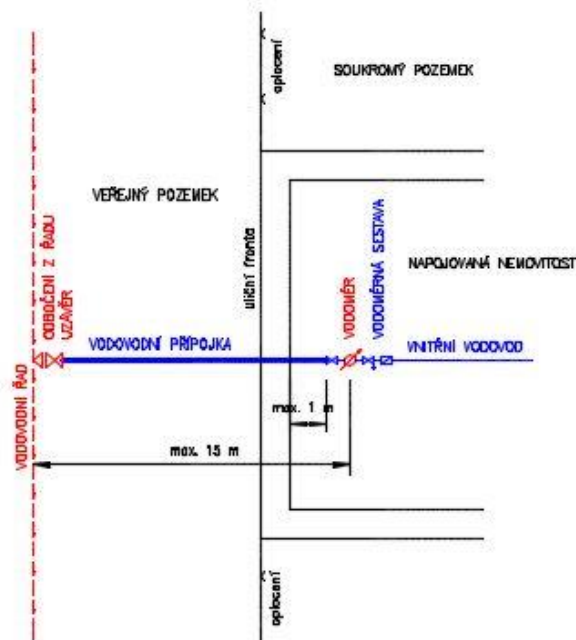 oplocení
SOUKROMÝ POZEMEK
VEŘEJNÝ POZEMEK
uliční fronta
NAPOJOVANÁ NEMOVITOST
ODBOČENÍ Z ŘADU
UZÁVĚR
VODOVODNÍ PŘÍPOJKA
VODOMĚR
VODOMĚRNÁ SESTAVA
VNITŘNÍ VODOVOD
VODOVODNÍ ŘAD
max. 1 m
max. 15 m
oplocení